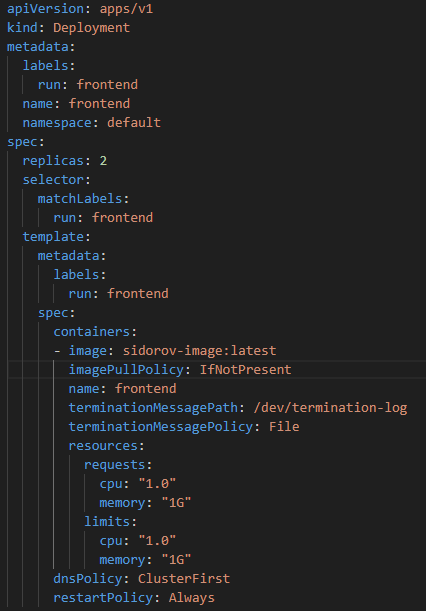 apiVersion: apps/v1
kind: Deployment
metadata:
  labels:
    run: frontend
  name: frontend
  namespace: default
spec:
  replicas: 2
  selector:
    matchLabels:
      run: frontend
  template:
    metadata:
      labels:
        run: frontend
    spec:
      containers:
      - image: sidorov-image:latest
        imagePullPolicy: IfNotPresent
        name: frontend
        terminationMessagePath: /dev/termination-log
        terminationMessagePolicy: File
        resources:
          requests:
            cpu: "1.0"
            memory: "1G"
          limits:
            cpu: "1.0"
            memory: "1G"
      dnsPolicy: ClusterFirst
      restartPolicy: Always